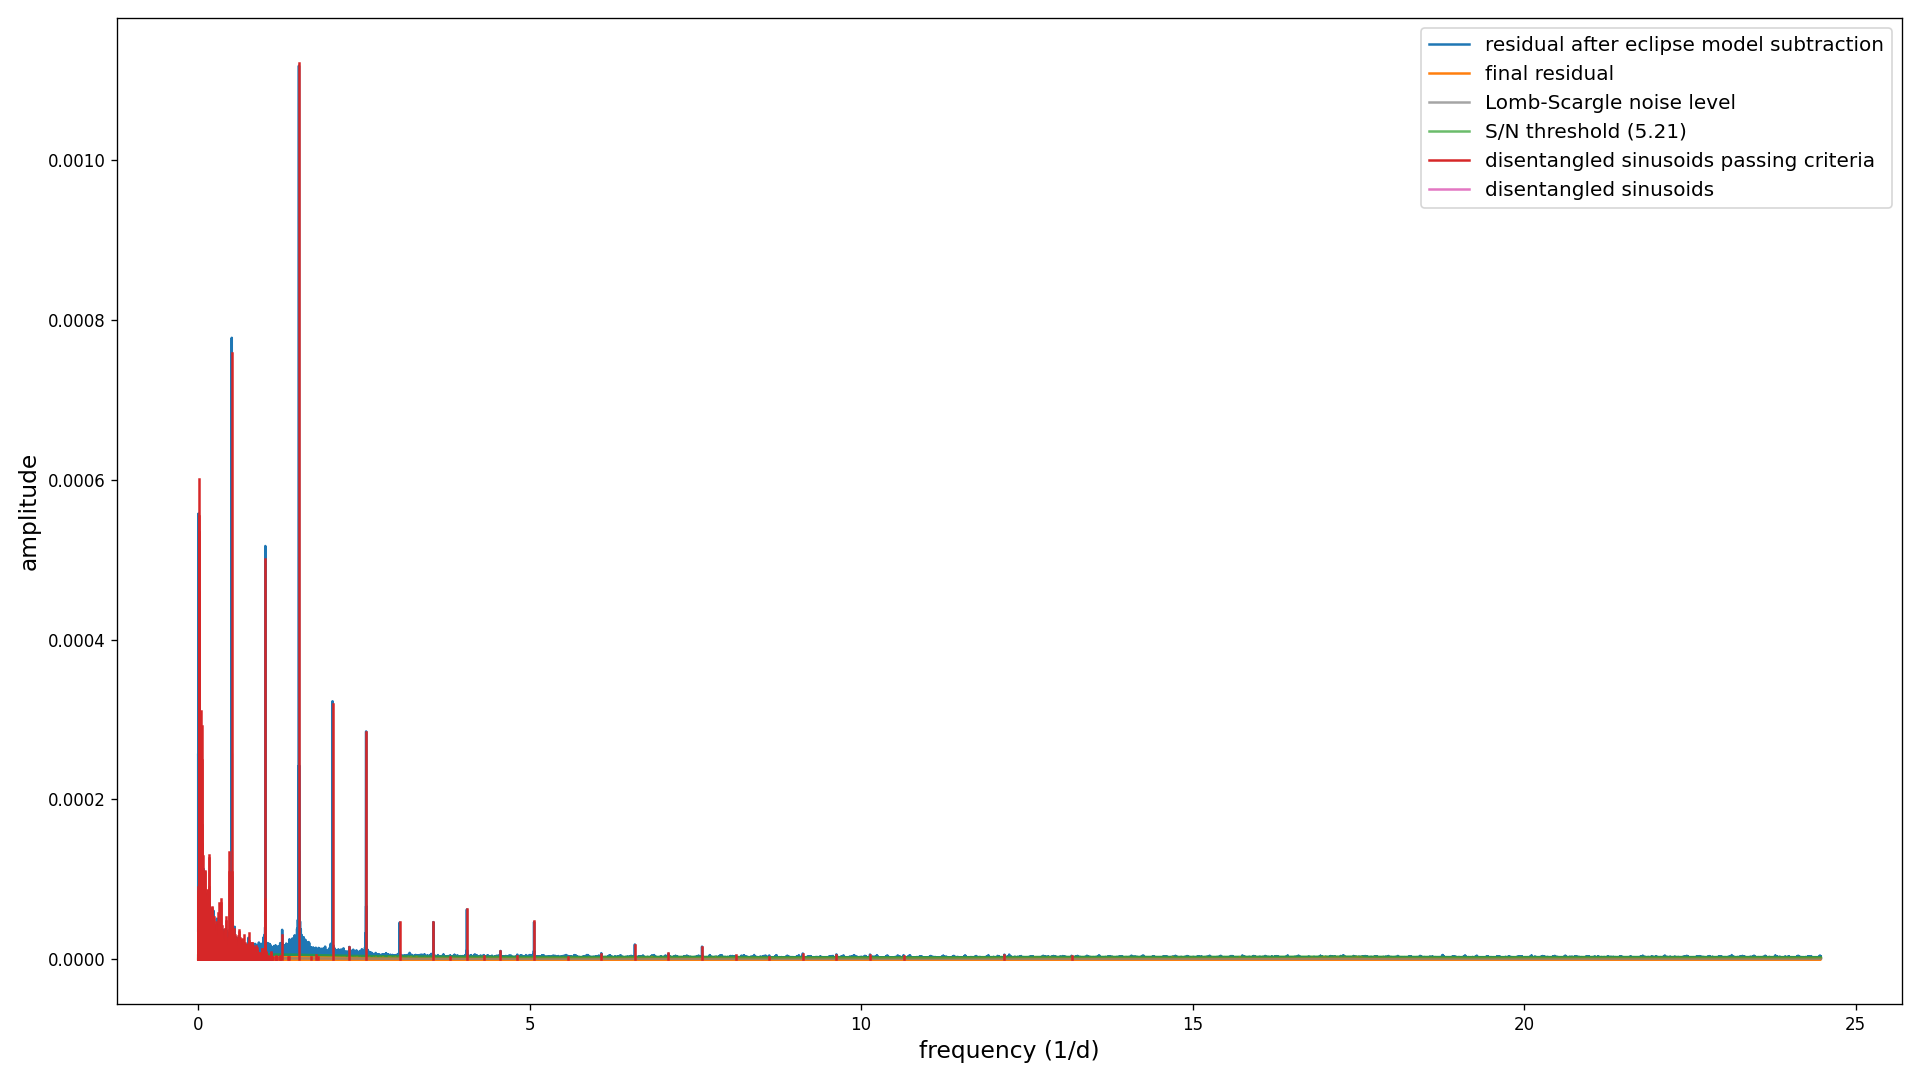 residual after eclipse model subtraction
final residual
Lomb-Scargle noise level
S/N threshold (5.21)
disentangled sinusoids passing criteria
disentangled sinusoids
0.0010
0.0008
0.0006
0.0004
0.0002
0.0000
amplitude
0 5 10 15 20 25
frequency (1/d)